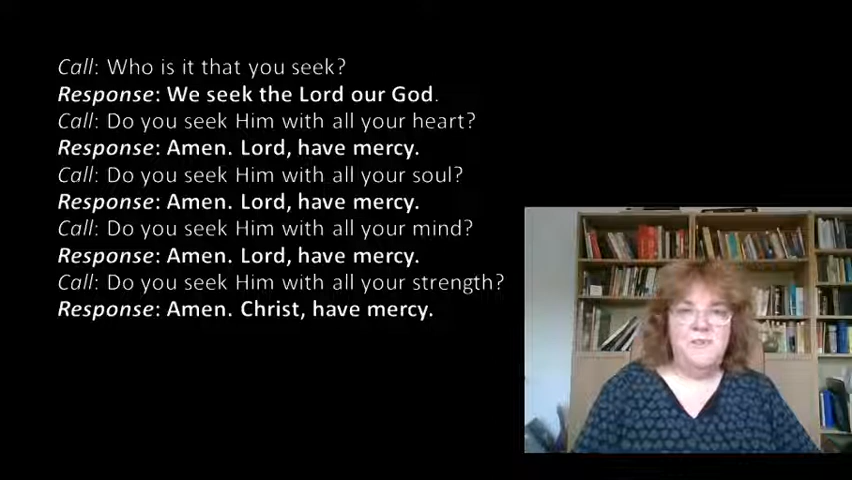 Call: Who is it that you seek?
Response: We seek the Lord our God.
Call: Do you seek Him with all your heart?
Response: Amen. Lord, have mercy.
Call: Do you seek Him with all your soul?
Response: Amen. Lord, have mercy.
Call: Do you seek Him with all your mind?
Response: Amen. Lord, have mercy.
Call: Do you seek Him with all your strength?
Response: Amen. Christ, have mercy.